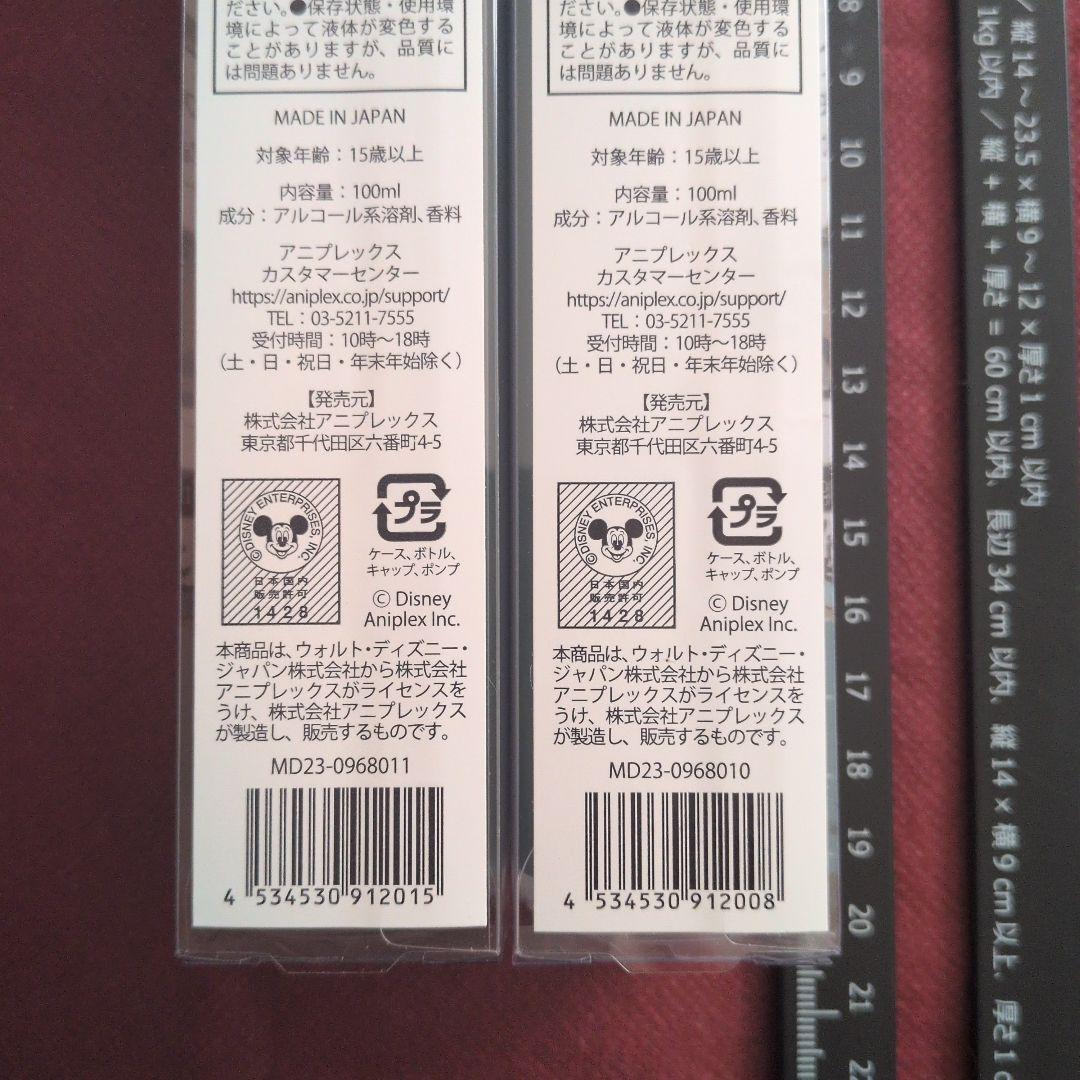 ださい。●保存状態・使用環
境によって液体が変色する
ことがありますが、品質に
は問題ありません。
MADE IN JAPAN
対象年齢：15歳以上
内容量：100ml
成分：アルコール系溶剤、香料
アニプレックス
カスタマーセンター
https://aniplex.co.jp/support/
TEL：03-5211-7555
受付時間：10時～18時
（土・日・祝日・年末年始除く）
【発売元】
株式会社アニプレックス
東京都千代田区六番町4-5
©DISNEY ENTERPRISES, INC.
日本国内
販売許可
1428
プラ
ケース、ボトル、
キャップ、ポンプ
© Disney
Aniplex Inc.
本商品は、ウォルト・ディズニー・
ジャパン株式会社から株式会社
アニプレックスがライセンスを
うけ、株式会社アニプレックス
が製造し、販売するものです。
MD23-0968011
4 534530 912015
ださい。●保存状態・使用環
境によって液体が変色する
ことがありますが、品質に
は問題ありません。
MADE IN JAPAN
対象年齢：15歳以上
内容量：100ml
成分：アルコール系溶剤、香料
アニプレックス
カスタマーセンター
https://aniplex.co.jp/support/
TEL：03-5211-7555
受付時間：10時～18時
（土・日・祝日・年末年始除く）
【発売元】
株式会社アニプレックス
東京都千代田区六番町4-5
©DISNEY ENTERPRISES, INC.
日本国内
販売許可
1428
プラ
ケース、ボトル、
キャップ、ポンプ
© Disney
Aniplex Inc.
本商品は、ウォルト・ディズニー・
ジャパン株式会社から株式会社
アニプレックスがライセンスを
うけ、株式会社アニプレックス
が製造し、販売するものです。
MD23-0968010
4 534530 912008
8
9
10
11
12
13
14
15
16
17
18
19
20
21
22
／ 縦 14～23.5 × 横 9～12 × 厚さ 1 cm 以内
1kg 以内 ／ 縦 + 横 + 厚さ = 60 cm 以内、長辺 34 cm 以内、縦 14 × 横 9 cm 以上、厚さ 1 c